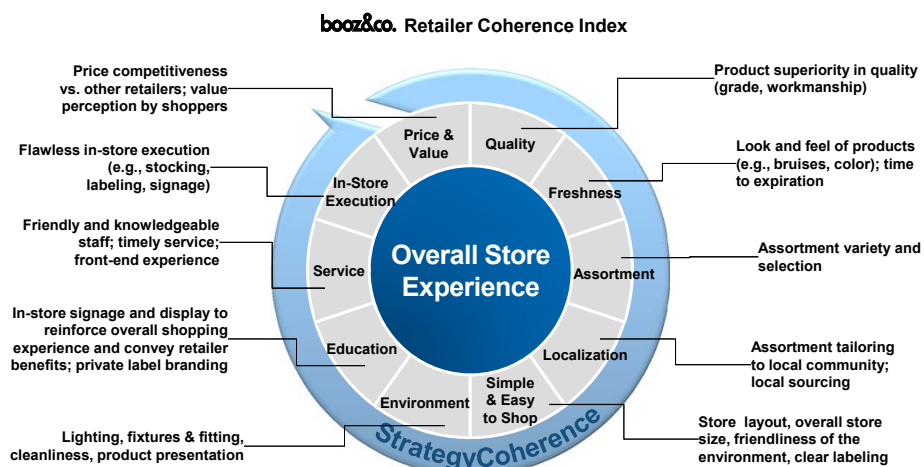 booz&co. Retailer Coherence Index
Price competitiveness
vs. other retailers; value
perception by shoppers
Product superiority in quality
(grade, workmanship)
Price &
Value
Quality
Flawless in-store execution
(e.g., stocking,
labeling, signage)
Look and feel of products
(e.g., bruises, color); time
to expiration
In-Store
Execution
Freshness
Friendly and knowledgeable
staff; timely service;
front-end experience
Overall Store
Experience
Service
Assortment
Assortment variety and
selection
In-store signage and display to
reinforce overall shopping
experience and convey retailer
benefits; private label branding
Education
Localization
Assortment tailoring
to local community;
local sourcing
Environment
Simple
& Easy
to Shop
Lighting, fixtures & fitting,
cleanliness, product presentation
Store layout, overall store
size, friendliness of the
environment, clear labeling
StrategyCoherence